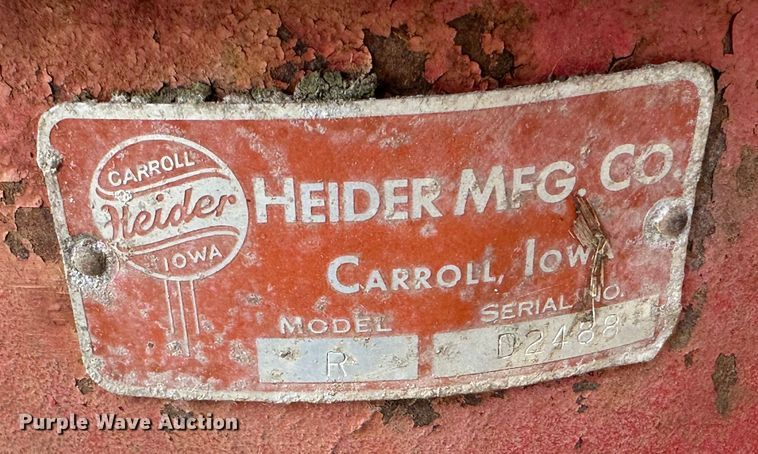 CARROLL
Heider
IOWA
HEIDER MFG. CO.
CARROLL, IOW
MODEL
SERIAL NO.
R
D2488
Purple Wave Auction